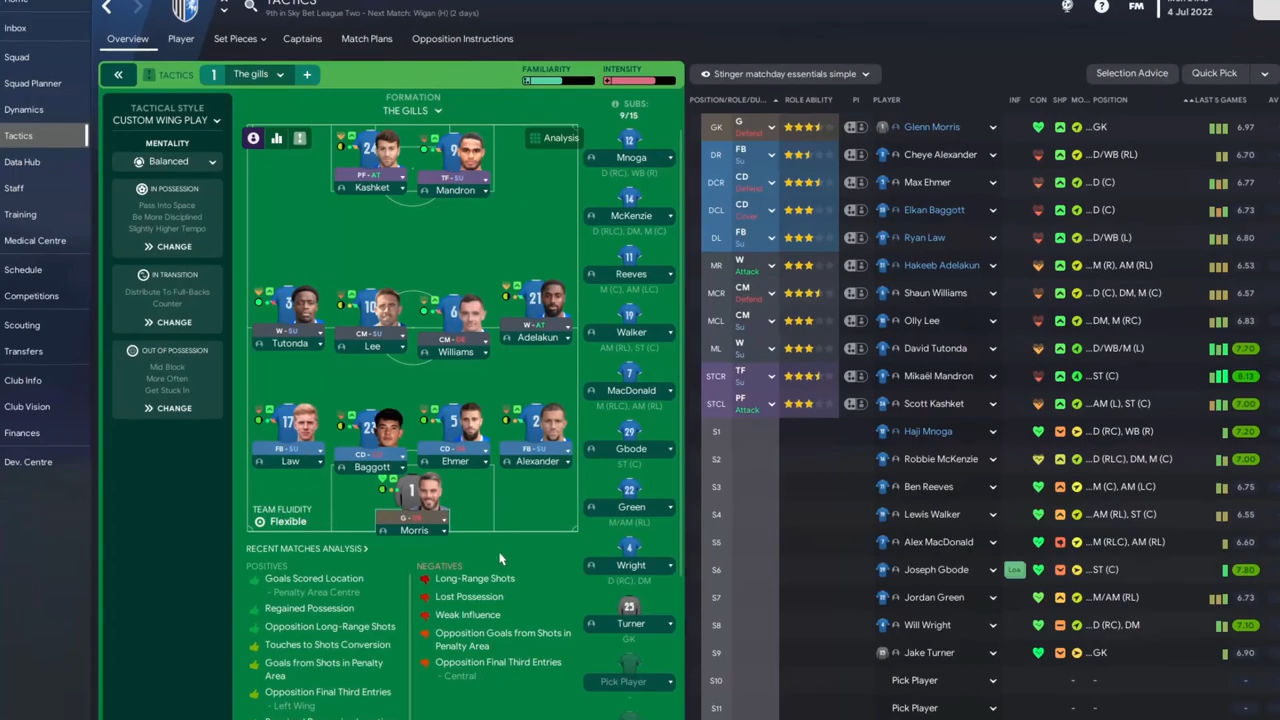 Home
Inbox
Squad
Squad Planner
Dynamics
Tactics
Data Hub
Staff
Training
Medical Centre
Schedule
Competitions
Scouting
Transfers
Club Info
Club Vision
Finances
Dev. Centre
TACTICS
9th in Sky Bet League Two - Next Match: Wigan (H) (2 days)
FM
4 Jul 2022
Overview
Player
Set Pieces
Captains
Match Plans
Opposition Instructions
TACTICS
1
The gills
FAMILIARITY
INTENSITY
TACTICAL STYLE
CUSTOM WING PLAY
MENTALITY
Balanced
IN POSSESSION
Pass Into Space
Be More Disciplined
Slightly Higher Tempo
CHANGE
IN TRANSITION
Distribute To Full-Backs
Counter
CHANGE
OUT OF POSSESSION
Mid Block
More Often
Get Stuck In
CHANGE
FORMATION
THE GILLS
Analysis
24
PF - AT
Kashket
9
TF - SU
Mandron
3
W - SU
Tutonda
10
CM - SU
Lee
6
CM - DE
Williams
21
W - AT
Adelakun
17
FB - SU
Law
23
Baggott
5
Ehmer
2
FB - SU
Alexander
1
Morris
TEAM FLUIDITY
Flexible
RECENT MATCHES ANALYSIS
POSITIVES
Goals Scored Location
- Penalty Area Centre
Regained Possession
Opposition Long-Range Shots
Touches to Shots Conversion
Goals from Shots in Penalty
Area
Opposition Final Third Entries
- Left Wing
NEGATIVES
Long-Range Shots
Lost Possession
Weak Influence
Opposition Goals from Shots in
Penalty Area
Opposition Final Third Entries
- Central
SUBS:
9/15
12
Mnoga
D (RC), WB (R)
14
McKenzie
D (RLC), DM, M (C)
11
Reeves
M (C), AM (LC)
19
Walker
AM (RL), ST (C)
7
MacDonald
M (RLC), AM (RL)
29
Gbode
ST (C)
22
Green
M/AM (RL)
4
Wright
D (RC), DM
25
Turner
GK
Pick Player
Stinger matchday essentials simple
Selection Advice
Quick Pick
POSITION/ROLE/DU... ROLE ABILITY PI PLAYER INF CON SHP MO... POSITION LAST 5 GAMES AV
GK G Defend Glenn Morris ...GK 6.97
DR FB Su Cheye Alexander ...D/WB (RL) 6.70
DCR CD Defend Max Ehmer ...D (C) 6.77
DCL CD Cover Elkan Baggott ...D (C) 6.73
DL FB Su Ryan Law ...D/WB (L) 6.80
MR W Attack Hakeeb Adelakun ...M (R), AM (RL) 6.53
MCR CM Defend Shaun Williams ...D (C), DM, M (C) 6.57
MCL CM Su Olly Lee ...DM, M (RC) 6.83
ML W Su David Tutonda ...D/WB/M (L) 7.70
STCR TF Su Mikaël Mandron ...ST (C) 8.13
STCL PF Attack Scott Kashket ...AM (L), ST (C) 7.00
S1 Haji Mnoga ...D (RC), WB (R) 7.20
S2 Robbie McKenzie ...D (RLC), DM, M (C) 7.00
S3 Ben Reeves ...M (C), AM (LC) 6.75
S4 Lewis Walker ...AM (RL), ST (C) 6.55
S5 Alex MacDonald ...M (RLC), AM (RL) 6.60
S6 Joseph Gbode Loa ...ST (C) 7.80
S7 Jordan Green ...M/AM (RL) 6.73
S8 Will Wright ...D (RC), DM 7.10
S9 Jake Turner ...GK 6.90
S10 Pick Player - -
S11 Pick Player - -